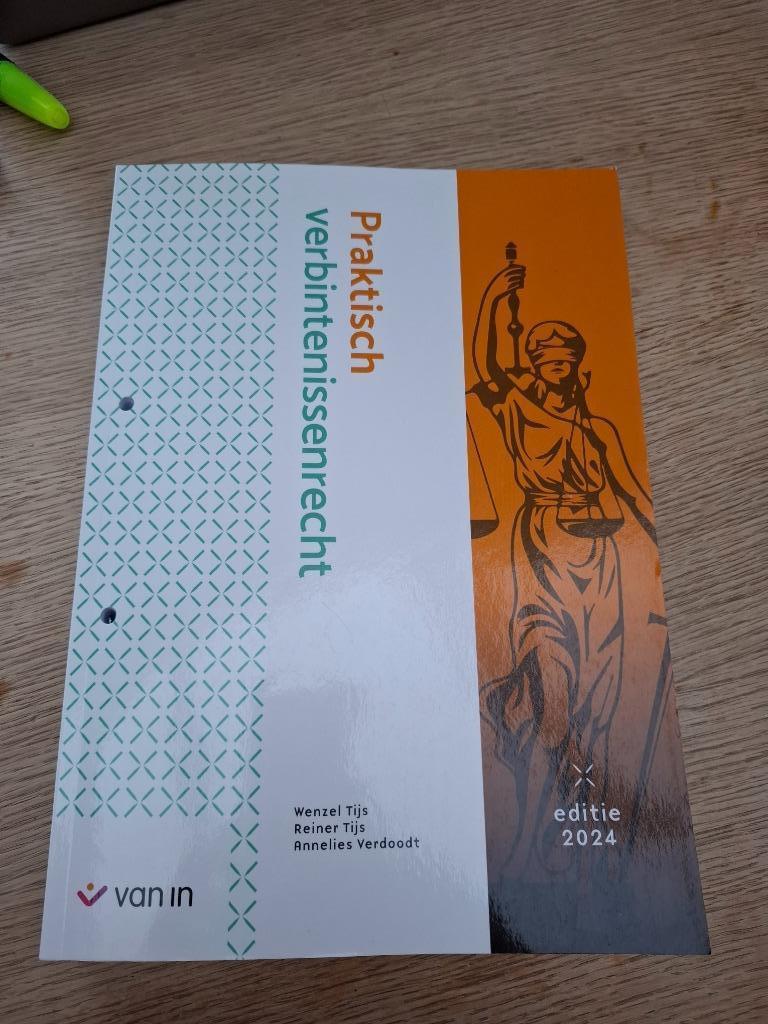 Praktisch
verbintenissenrecht
Wenzel Tijs
Reiner Tijs
Annelies Verdoodt
editie
2024
van in